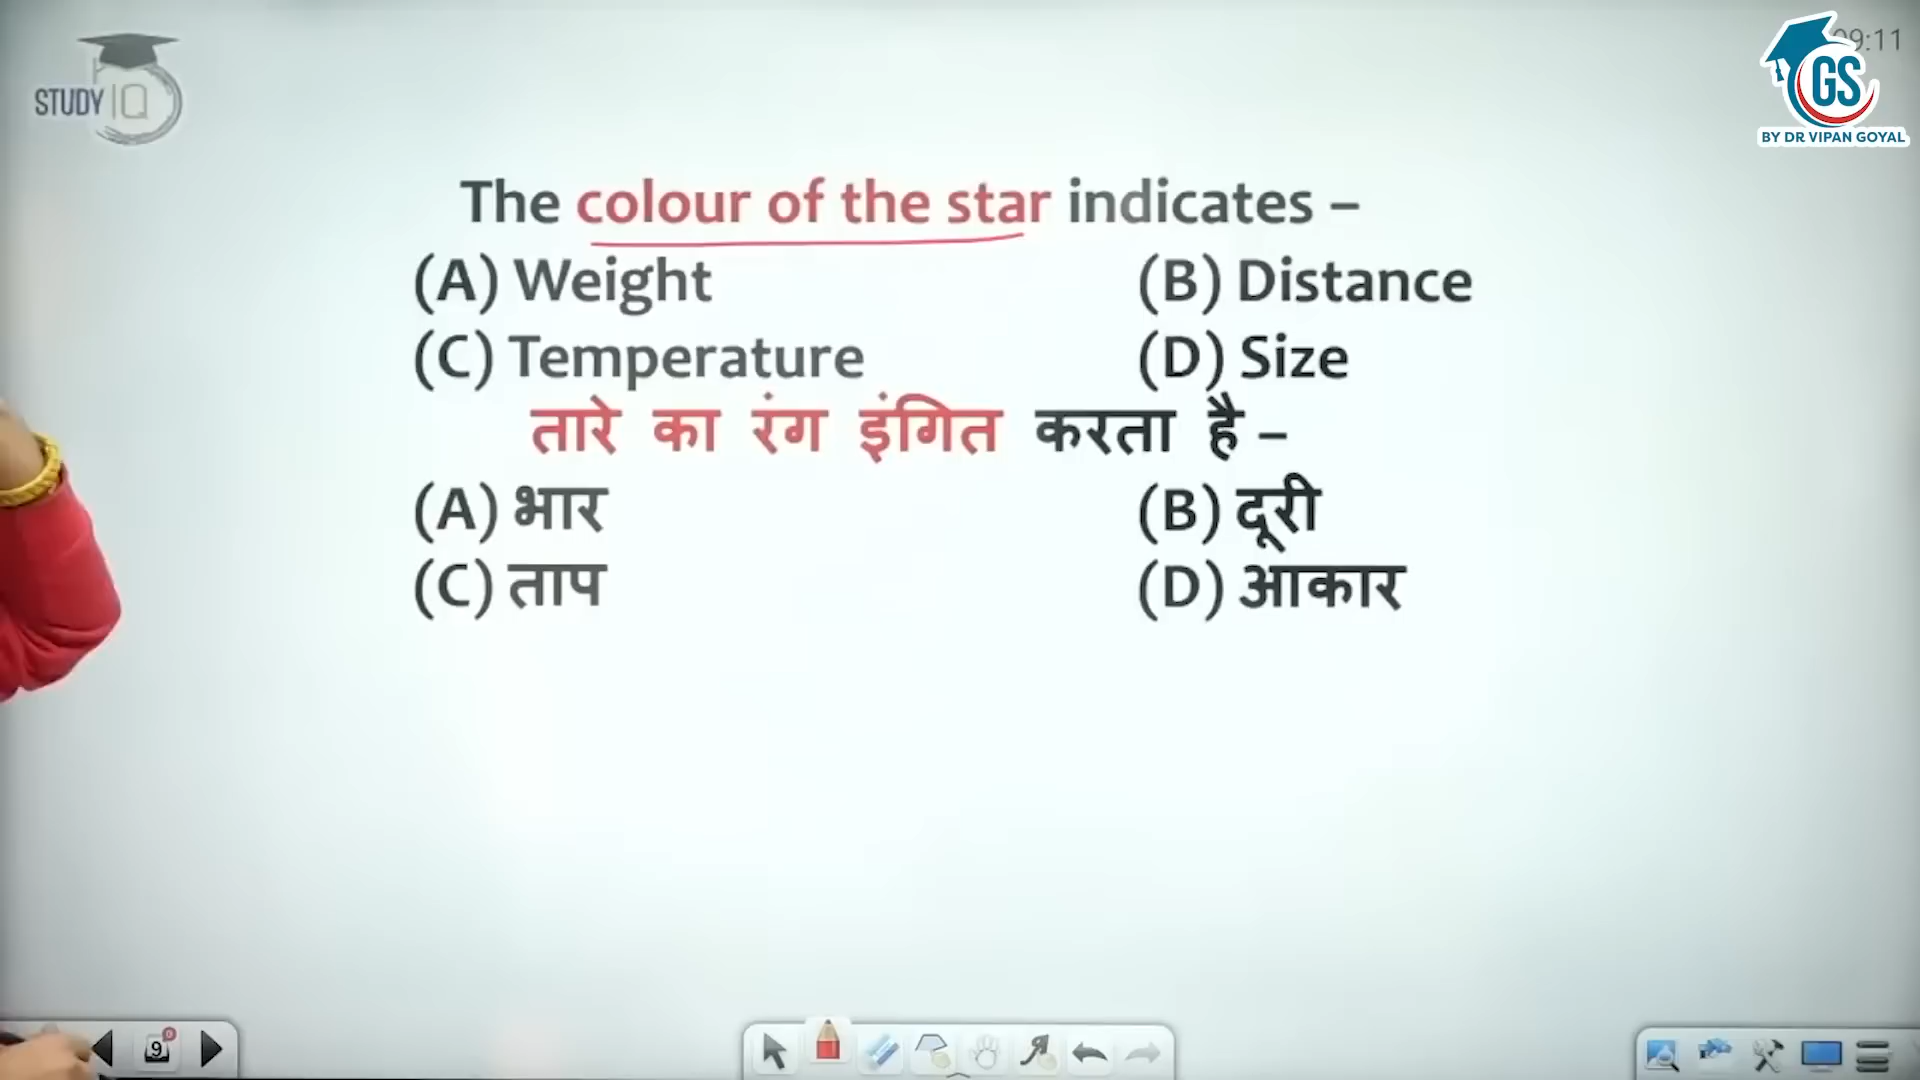 STUDY IQ
09:11
GS
BY DR VIPAN GOYAL
The colour of the star indicates –
(A) Weight
(B) Distance
(C) Temperature
(D) Size
तारे का रंग इंगित करता है –
(A) भार
(B) दूरी
(C) ताप
(D) आकार
9